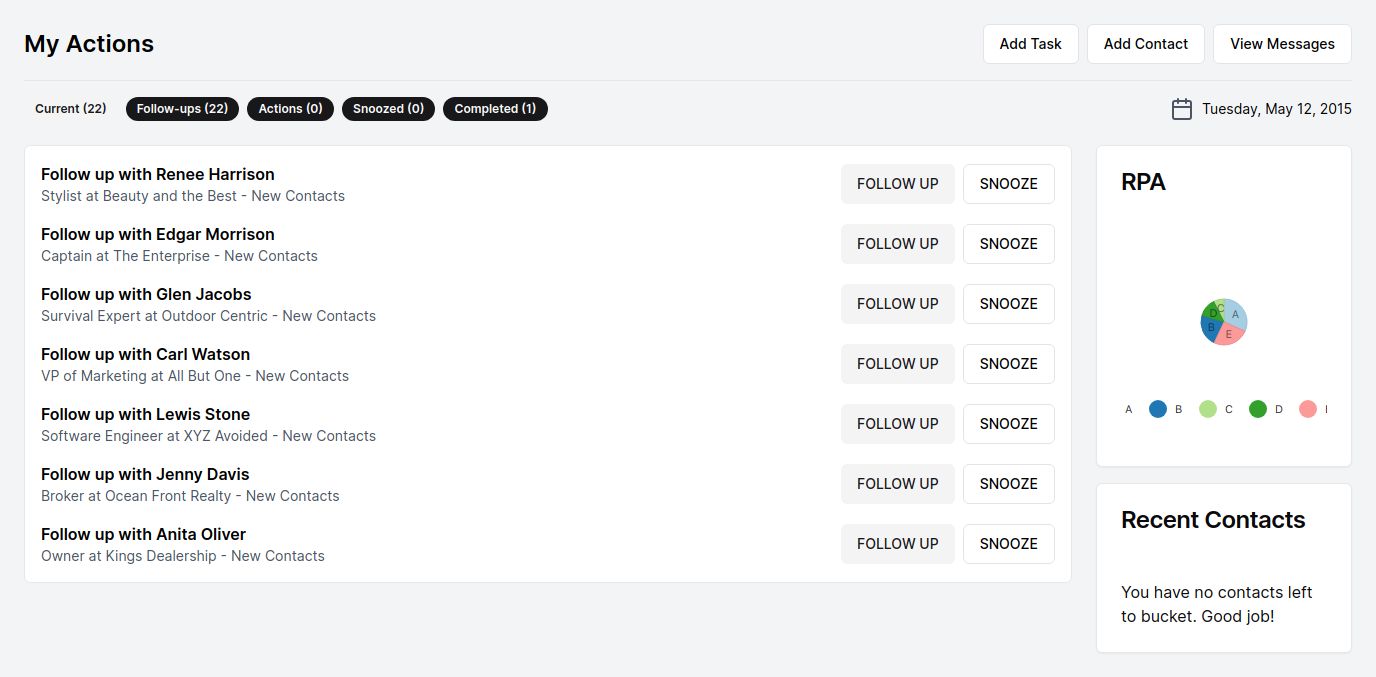 My Actions
Add Task
Add Contact
View Messages
Current (22)
Follow-ups (22)
Actions (0)
Snoozed (0)
Completed (1)
Tuesday, May 12, 2015
Follow up with Renee Harrison
Stylist at Beauty and the Best - New Contacts
FOLLOW UP
SNOOZE
Follow up with Edgar Morrison
Captain at The Enterprise - New Contacts
FOLLOW UP
SNOOZE
Follow up with Glen Jacobs
Survival Expert at Outdoor Centric - New Contacts
FOLLOW UP
SNOOZE
Follow up with Carl Watson
VP of Marketing at All But One - New Contacts
FOLLOW UP
SNOOZE
Follow up with Lewis Stone
Software Engineer at XYZ Avoided - New Contacts
FOLLOW UP
SNOOZE
Follow up with Jenny Davis
Broker at Ocean Front Realty - New Contacts
FOLLOW UP
SNOOZE
Follow up with Anita Oliver
Owner at Kings Dealership - New Contacts
FOLLOW UP
SNOOZE
RPA
C
D
A
B
E
A B C D
Recent Contacts
You have no contacts left
to bucket. Good job!